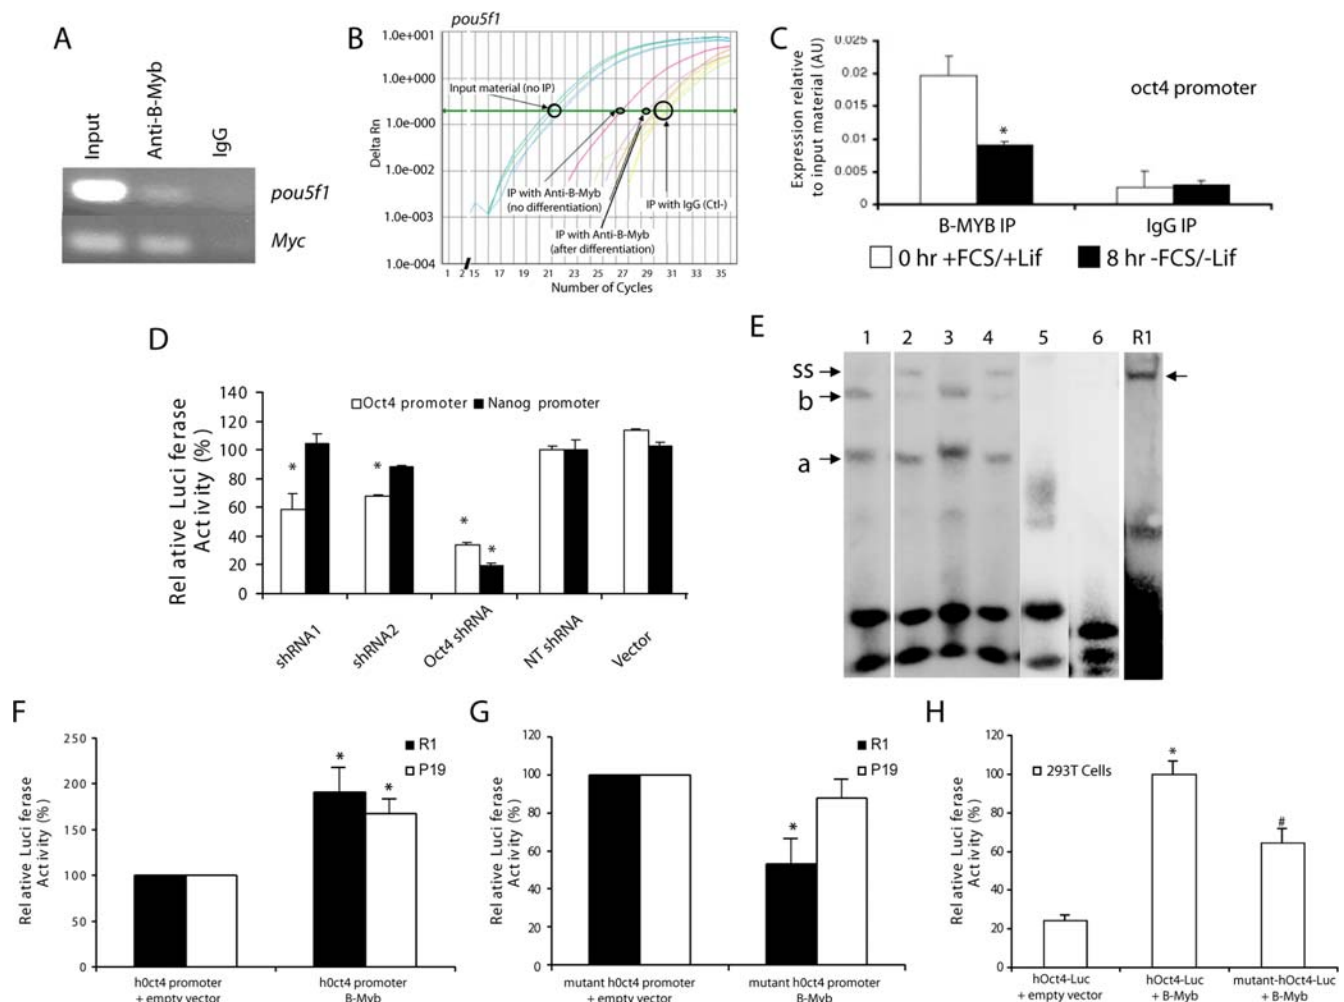 A
Input
Anti-B-Myb
IgG
pou5f1
Myc
B
pou5f1
1.0e+001
1.0e+000
1.0e-000
1.0e-002
1.0e-003
1.0e-004
Delta Rn
Input material (no IP)
IP with Anti-B-Myb
(no differentiation)
IP with IgG (Ctl-)
IP with Anti-B-Myb
(after differentiation)
1 2 15 17 19 21 23 25 27 29 31 33 35
Number of Cycles
C
Expression relative
to input material (AU)
0.025
0.02
0.015
0.01
0.005
0
oct4 promoter
*
B-MYB IP
IgG IP
0 hr +FCS/+Lif
8 hr -FCS/-Lif
D
Relative Luciferase
Activity (%)
140
120
100
80
60
40
20
0
Oct4 promoter
Nanog promoter
*
*
*
*
shRNA1
shRNA2
Oct4 shRNA
NT shRNA
Vector
E
1 2 3 4 5 6 R1
ss
b
a
F
Relative Luciferase
Activity (%)
250
200
150
100
50
0
R1
P19
*
*
hOct4 promoter
+ empty vector
hOct4 promoter
B-Myb
G
Relative Luciferase
Activity (%)
120
100
80
60
40
20
0
R1
P19
*
mutant hOct4 promoter
+ empty vector
mutant hOct4 promoter
B-Myb
H
Relative Luciferase
Activity (%)
120
100
80
60
40
20
0
293T Cells
*
#
hOct4-Luc
+ empty vector
hOct4-Luc
+ B-Myb
mutant-hOct4-Luc
+ B-Myb